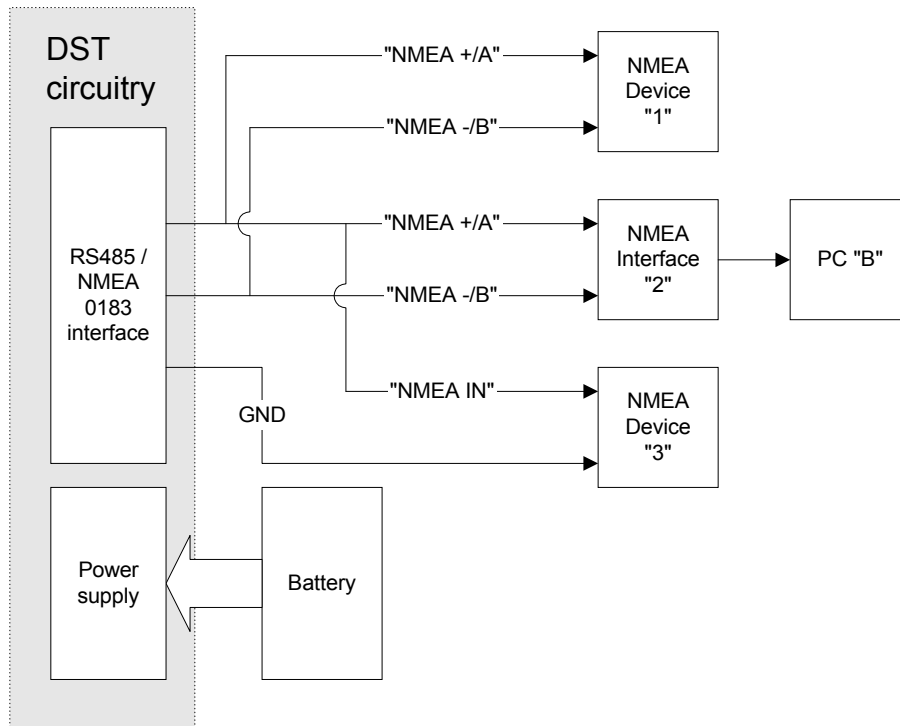 DST
circuitry
RS485 /
NMEA
0183
interface
Power
supply
Battery
GND
"NMEA +/A"
"NMEA -/B"
NMEA
Device
"1"
"NMEA +/A"
"NMEA -/B"
NMEA
Interface
"2"
PC "B"
"NMEA IN"
NMEA
Device
"3"